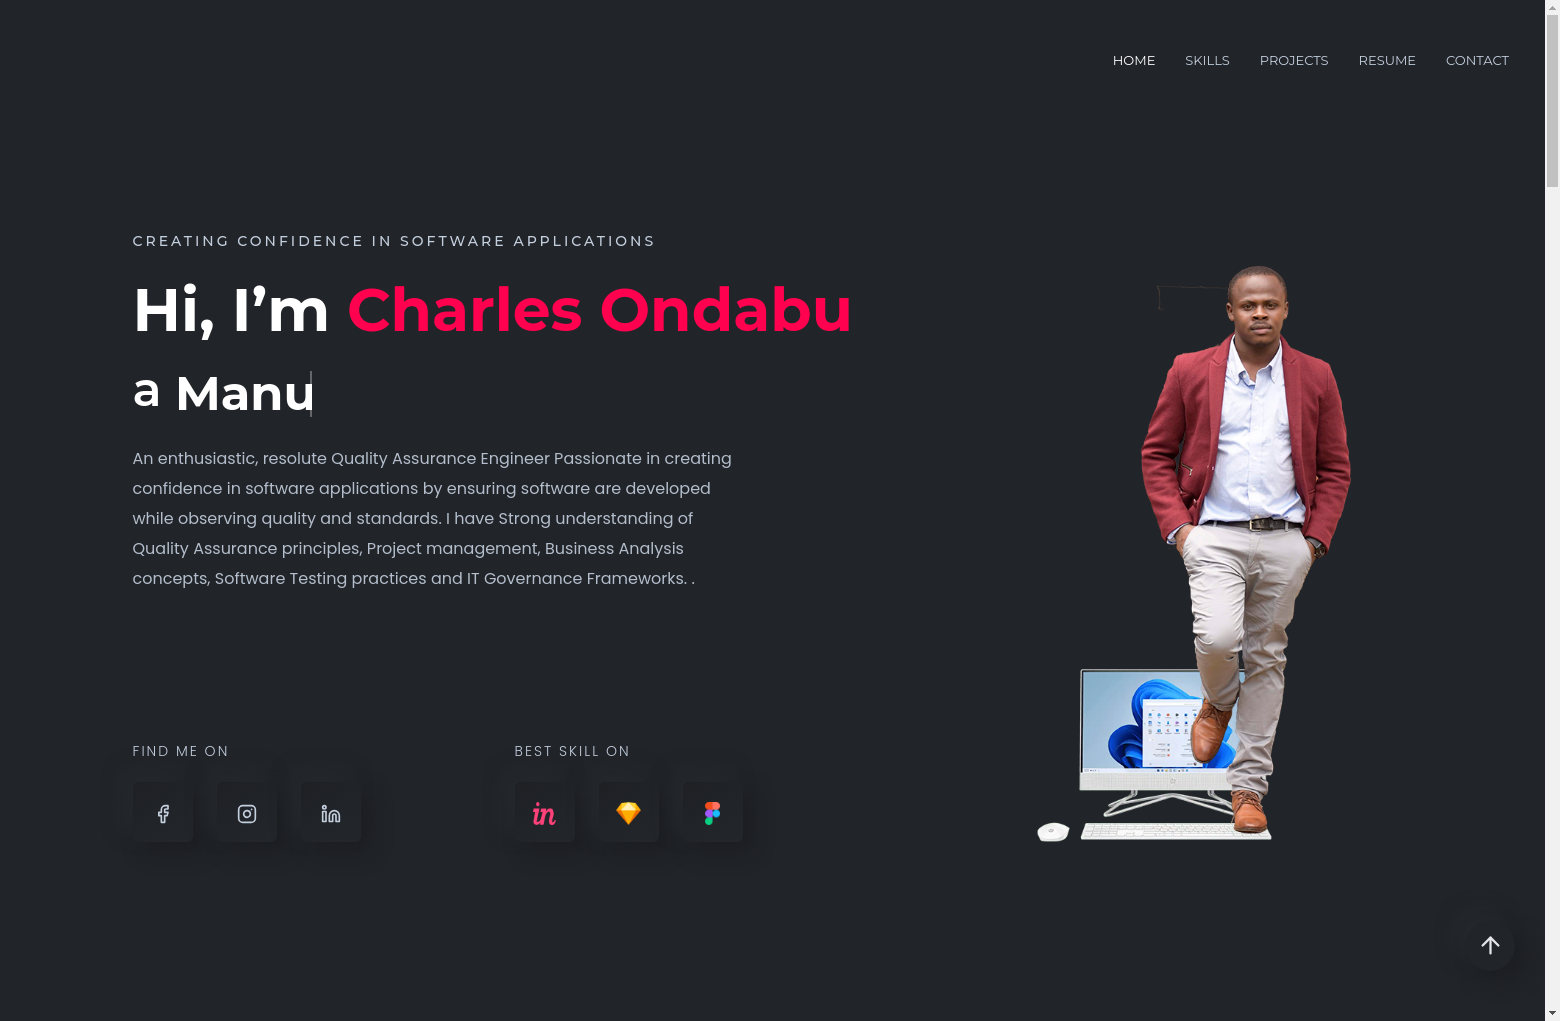 HOME SKILLS PROJECTS RESUME CONTACT
CREATING CONFIDENCE IN SOFTWARE APPLICATIONS
Hi, I’m Charles Ondabu
a Manu
An enthusiastic, resolute Quality Assurance Engineer Passionate in creating
confidence in software applications by ensuring software are developed
while observing quality and standards. I have Strong understanding of
Quality Assurance principles, Project management, Business Analysis
concepts, Software Testing practices and IT Governance Frameworks. .
FIND ME ON BEST SKILL ON
in in